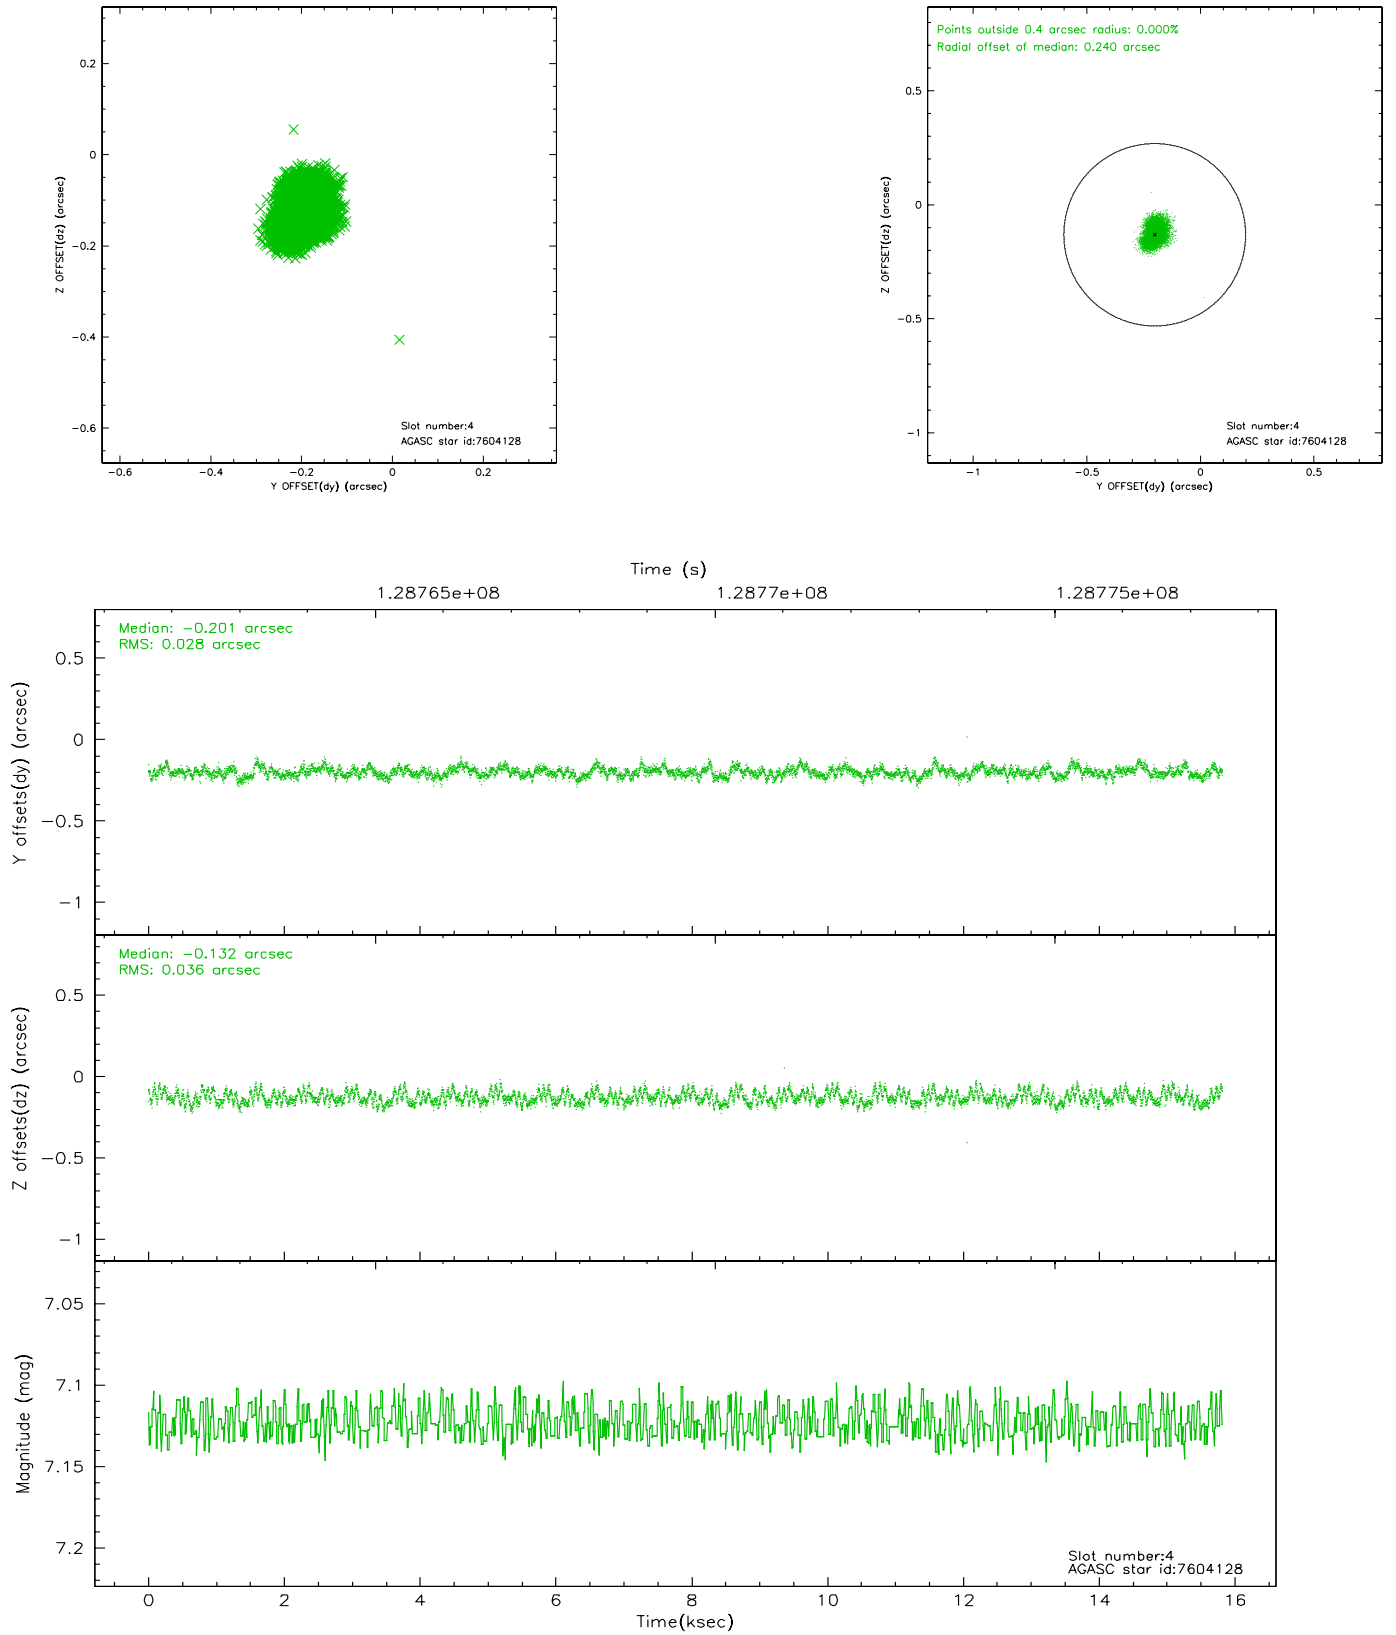 0.2
0
−0.2
−0.4
−0.6
Z OFFSET(dz) (arcsec)
Slot number:4
AGASC star id:7604128
−0.6 −0.4 −0.2 0 0.2
Y OFFSET(dy) (arcsec)
Points outside 0.4 arcsec radius: 0.000%
Radial offset of median: 0.240 arcsec
0.5
0
−0.5
−1
Z OFFSET(dz) (arcsec)
Slot number:4
AGASC star id:7604128
−1 −0.5 0 0.5
Y OFFSET(dy) (arcsec)
Time (s)
1.28765e+08 1.2877e+08 1.28775e+08
Median: −0.201 arcsec
RMS: 0.028 arcsec
0.5
0
−0.5
−1
Y offsets(dy) (arcsec)
Median: −0.132 arcsec
RMS: 0.036 arcsec
0.5
0
−0.5
−1
Z offsets(dz) (arcsec)
7.05
7.1
7.15
7.2
Magnitude (mag)
Slot number:4
AGASC star id:7604128
0 2 4 6 8 10 12 14 16
Time(ksec)